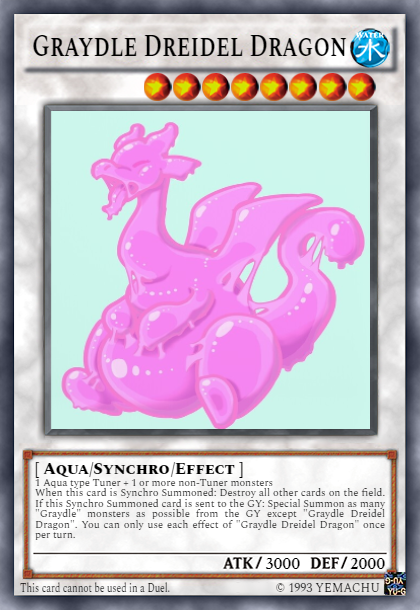 GRAYDLE DREIDEL DRAGON
WATER
水
[ AQUA/SYNCHRO/EFFECT ]
1 Aqua type Tuner + 1 or more non-Tuner monsters
When this card is Synchro Summoned: Destroy all other cards on the field.
If this Synchro Summoned card is sent to the GY: Special Summon as many
"Graydle" monsters as possible from the GY except "Graydle Dreidel
Dragon". You can only use each effect of "Graydle Dreidel Dragon" once
per turn.
ATK/ 3000 DEF/ 2000
This card cannot be used in a Duel.
© 1993 YEMACHU
YU-G